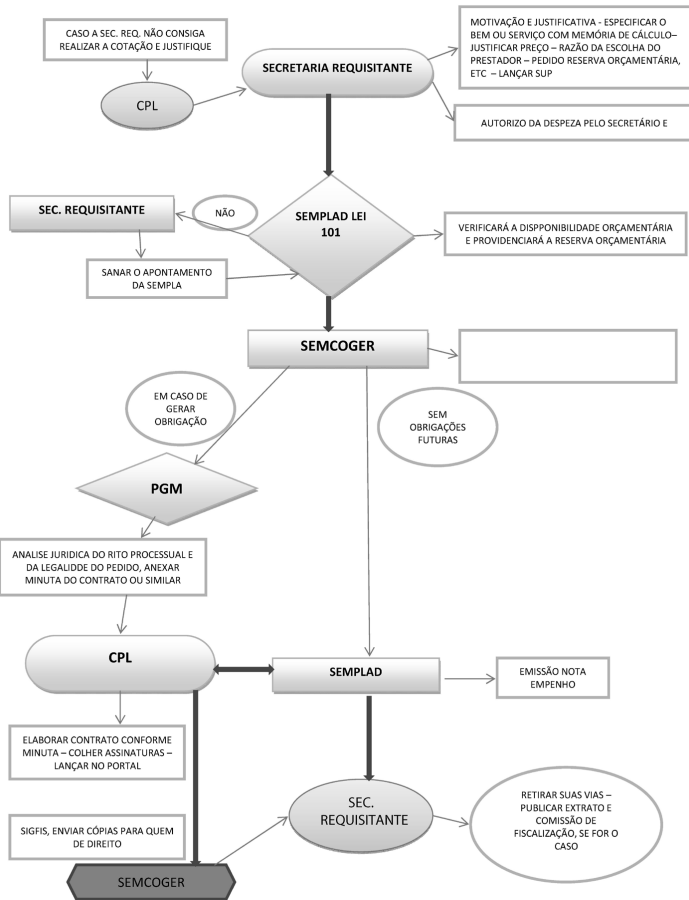 CASO A SEC. REQ. NÃO CONSIGA
REALIZAR A COTAÇÃO E JUSTIFIQUE
CPL
SECRETARIA REQUISITANTE
MOTIVAÇÃO E JUSTIFICATIVA - ESPECIFICAR O
BEM OU SERVIÇO COM MEMÓRIA DE CÁLCULO–
JUSTIFICAR PREÇO – RAZÃO DA ESCOLHA DO
PRESTADOR – PEDIDO RESERVA ORÇAMENTÁRIA,
ETC – LANÇAR SUP
AUTORIZO DA DESPEZA PELO SECRETÁRIO E
SEC. REQUISITANTE
NÃO
SEMPLAD LEI
101
VERIFICARÁ A DISPPONIBILIDADE ORÇAMENTÁRIA
E PROVIDENCIARÁ A RESERVA ORÇAMENTÁRIA
SANAR O APONTAMENTO
DA SEMPLA
SEMCOGER
EM CASO DE
GERAR
OBRIGAÇÃO
SEM
OBRIGAÇÕES
FUTURAS
PGM
ANALISE JURIDICA DO RITO PROCESSUAL E
DA LEGALIDDE DO PEDIDO, ANEXAR
MINUTA DO CONTRATO OU SIMILAR
CPL
SEMPLAD
EMISSÃO NOTA
EMPENHO
ELABORAR CONTRATO CONFORME
MINUTA – COLHER ASSINATURAS –
LANÇAR NO PORTAL
SEC.
REQUISITANTE
RETIRAR SUAS VIAS –
PUBLICAR EXTRATO E
COMISSÃO DE
FISCALIZAÇÃO, SE FOR O
CASO
SIGFIS, ENVIAR CÓPIAS PARA QUEM
DE DIREITO
SEMCOGER